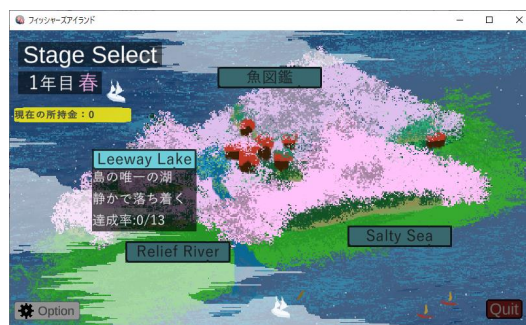 フィッシャーズアイランド
Stage Select
1年目 春
魚図鑑
現在の所持金：0
Leeway Lake
島の唯一の湖
静かで落ち着く
達成率:0/13
Relief River
Salty Sea
Option
Quit